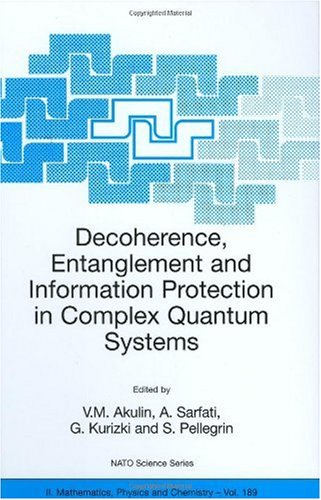 Decoherence,
Entanglement and
Information Protection
in Complex Quantum
Systems
Edited by
V.M. Akulin, A. Sarfati,
G. Kurizki and S. Pellegrin
NATO Science Series
II. Mathematics, Physics and Chemistry – Vol. 189